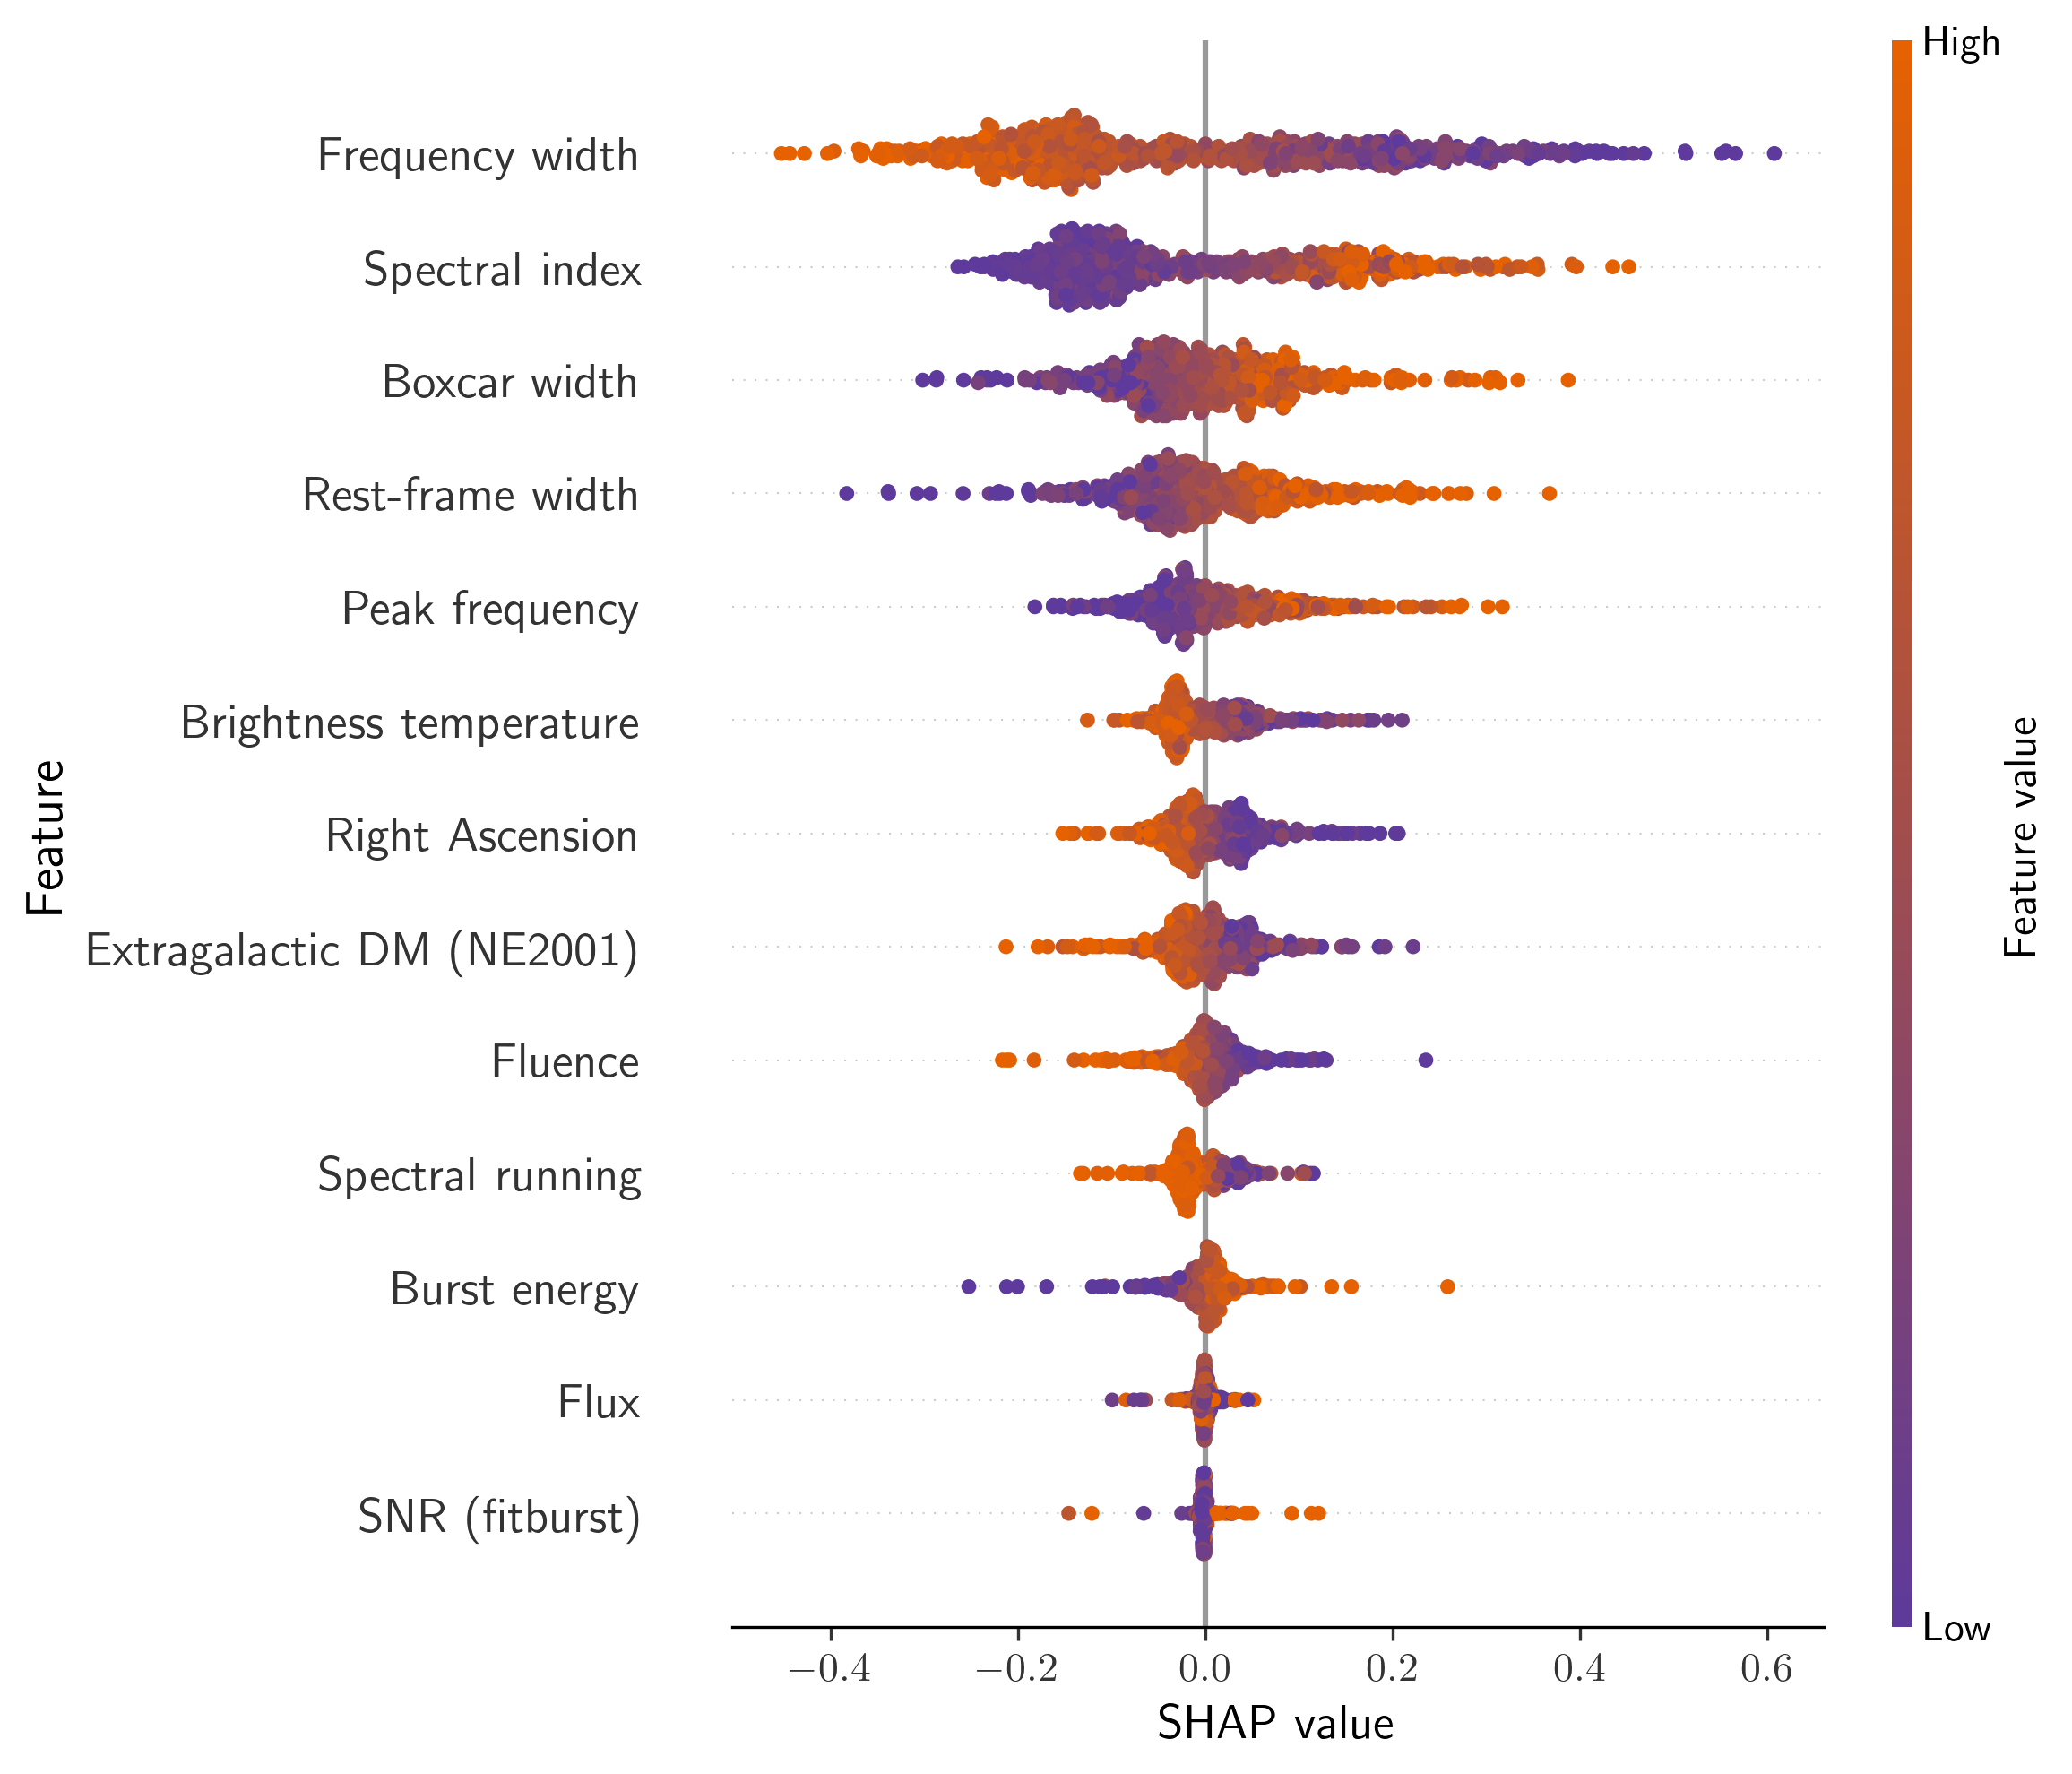 High
Frequency width
Spectral index
Boxcar width
Rest-frame width
Peak frequency
Brightness temperature
Right Ascension
Extragalactic DM (NE2001)
Fluence
Spectral running
Burst energy
Flux
SNR (fitburst)
Feature
Feature value
Low
−0.4 −0.2 0.0 0.2 0.4 0.6
SHAP value